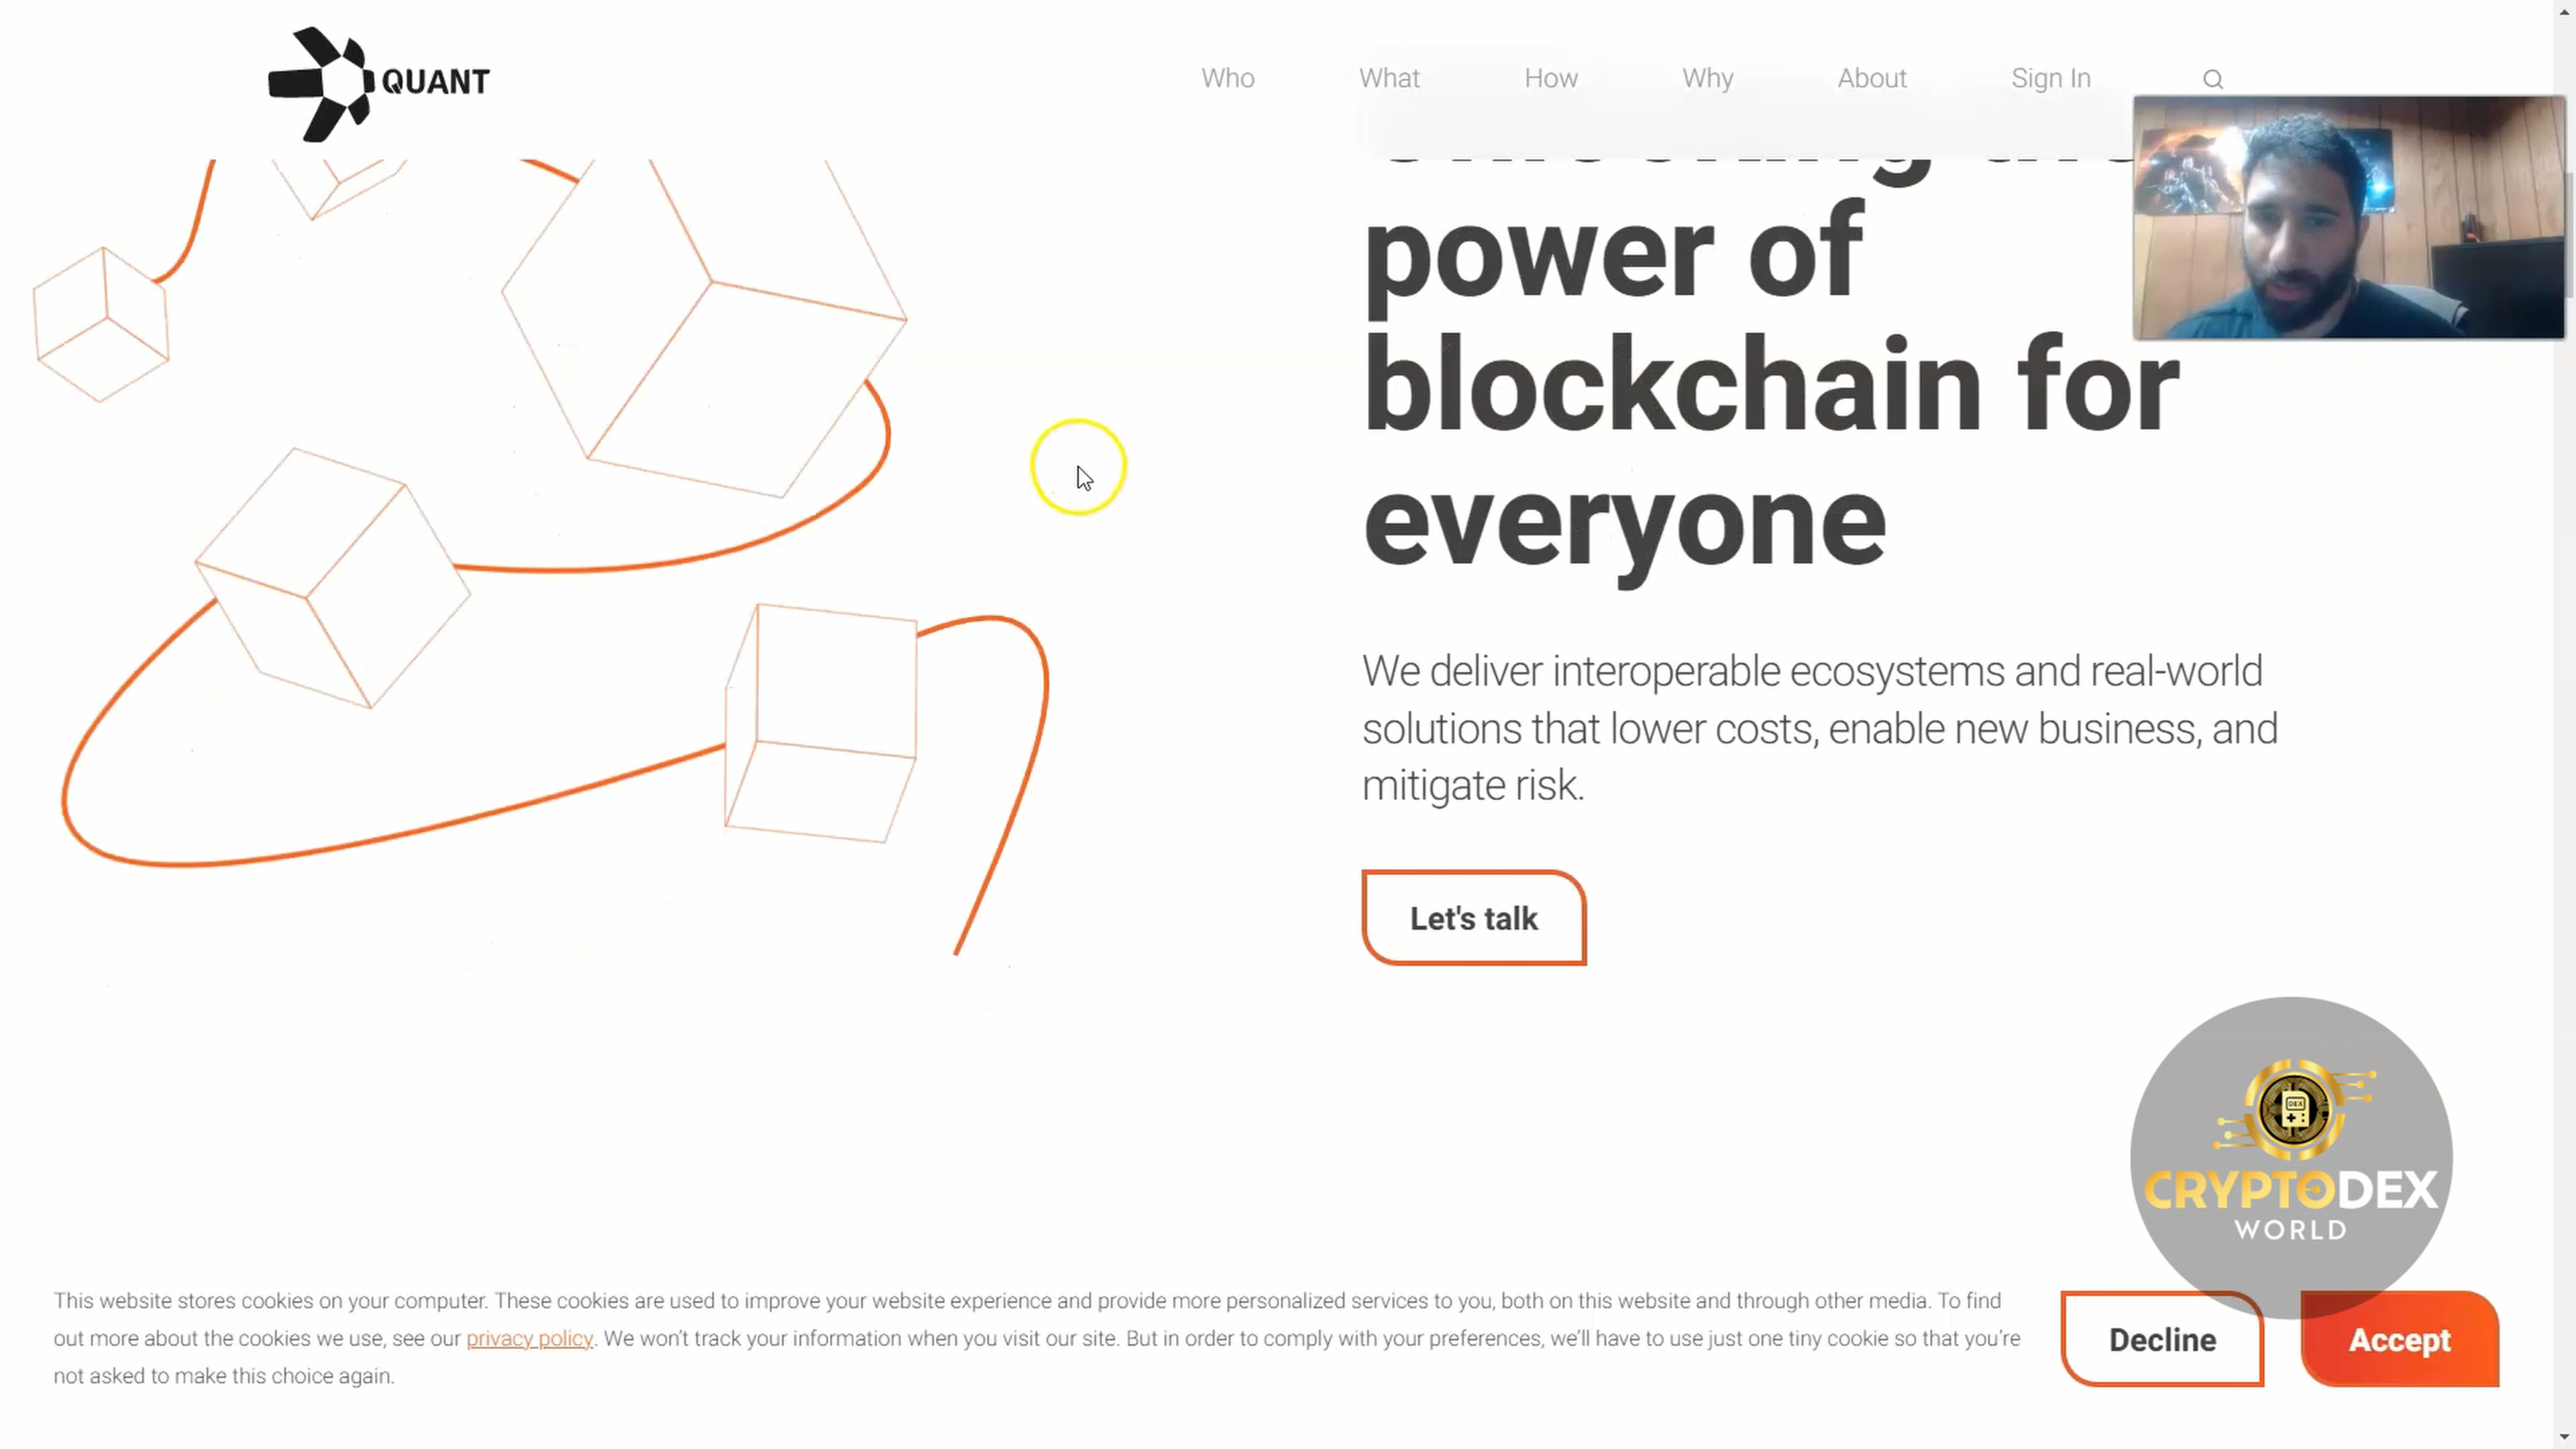 QUANT
Who
What
How
Why
About
Sign In
power of
blockchain for
everyone
We deliver interoperable ecosystems and real-world
solutions that lower costs, enable new business, and
mitigate risk.
Let's talk
DEX
CRYPTODEX
WORLD
This website stores cookies on your computer. These cookies are used to improve your website experience and provide more personalized services to you, both on this website and through other media. To find
out more about the cookies we use, see our privacy policy. We won't track your information when you visit our site. But in order to comply with your preferences, we'll have to use just one tiny cookie so that you're
not asked to make this choice again.
Decline
Accept